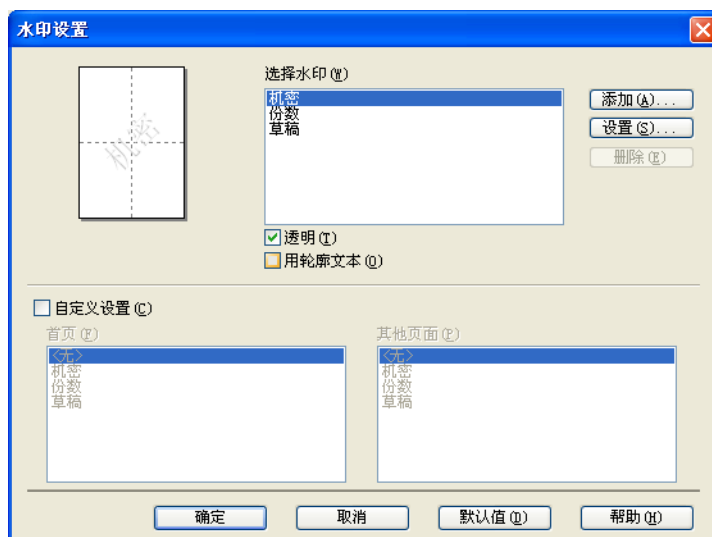 水印设置
机密
选择水印(W)
机密
份数
草稿
添加(A)...
设置(S)...
删除(E)
透明(T)
用轮廓文本(O)
自定义设置(C)
首页(F)
<无>
机密
份数
草稿
其他页面(P)
<无>
机密
份数
草稿
确定
取消
默认值(D)
帮助(H)